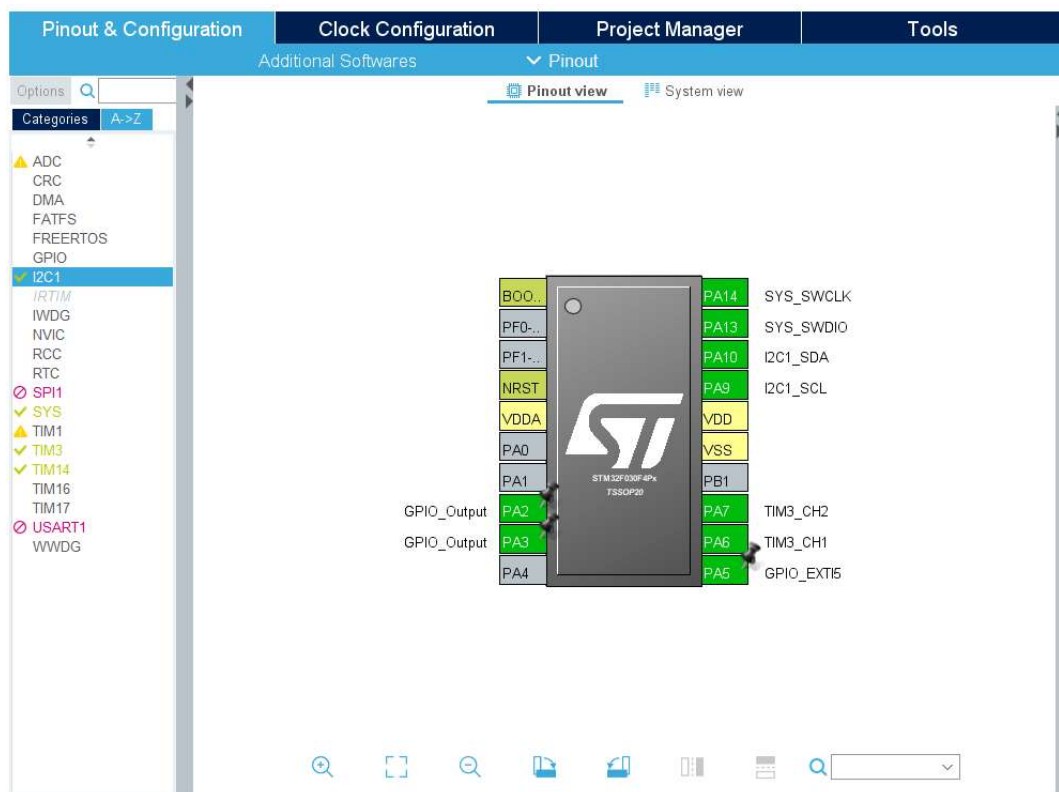 Pinout & Configuration Clock Configuration Project Manager Tools
Additional Softwares Pinout
Options
Pinout view System view
Categories A->Z
ADC
CRC
DMA
FATFS
FREERTOS
GPIO
I2C1
IRTIM
IWDG
NVIC
RCC
RTC
SPI1
SYS
TIM1
TIM3
TIM14
TIM16
TIM17
USART1
WWDG
BOO.. PA14 SYS_SWCLK
PF0-.. PA13 SYS_SWDIO
PF1-.. PA10 I2C1_SDA
NRST PA9 I2C1_SCL
VDDA VDD
PA0 VSS
PA1 PB1
GPIO_Output PA2 PA7 TIM3_CH2
GPIO_Output PA3 PA6 TIM3_CH1
PA4 PA5 GPIO_EXTI5
ST
STM32F030F4Px
TSSOP20